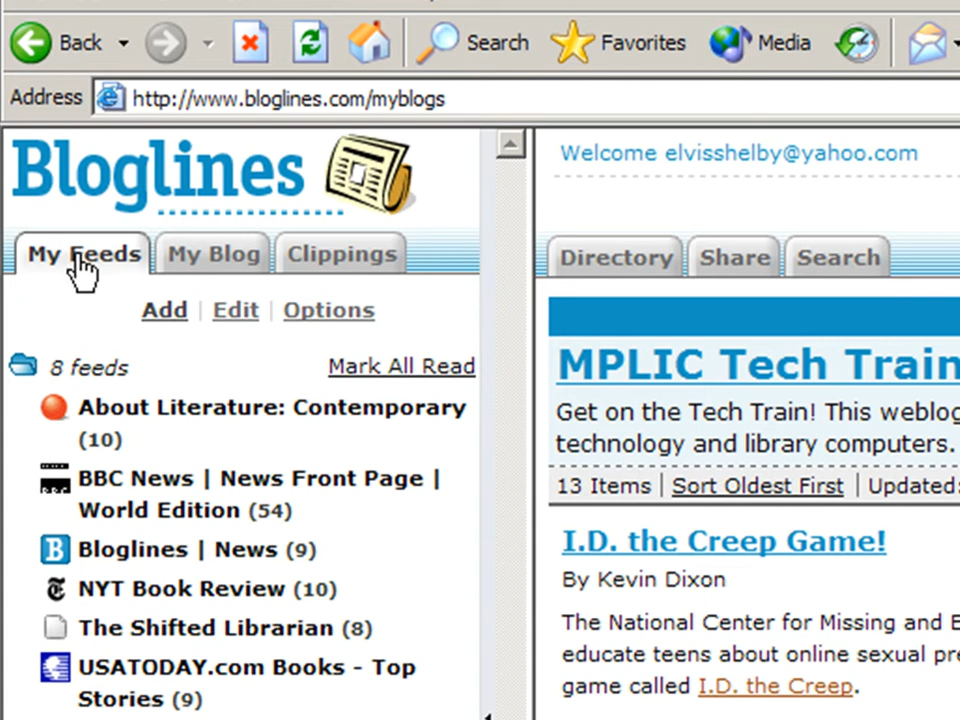 Back Search Favorites Media
Address http://www.bloglines.com/myblogs
Bloglines
My Feeds My Blog Clippings
Add | Edit | Options
8 feeds Mark All Read
About Literature: Contemporary
(10)
BBC News | News Front Page |
World Edition (54)
Bloglines | News (9)
NYT Book Review (10)
The Shifted Librarian (8)
USATODAY.com Books - Top
Stories (9)
Welcome elvisshelby@yahoo.com
Directory Share Search
MPLIC Tech Train
Get on the Tech Train! This weblog
technology and library computers.
13 Items | Sort Oldest First | Updated:
I.D. the Creep Game!
By Kevin Dixon
The National Center for Missing and E
educate teens about online sexual pre
game called I.D. the Creep.